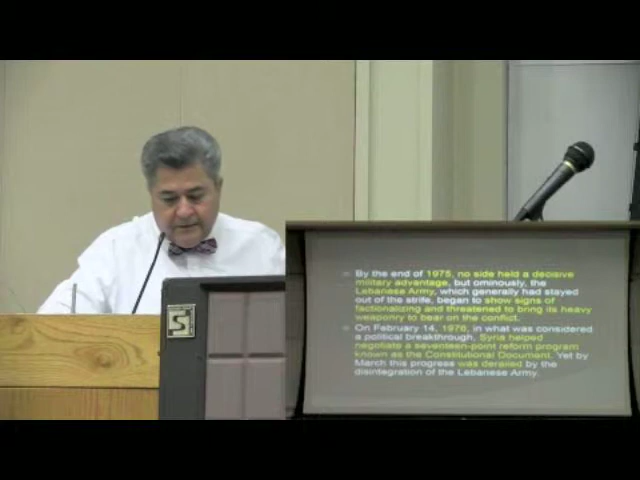 By the end of 1975, no side held a decisive
military advantage, but ominously, the
Lebanese Army, which generally had stayed
out of the strife, began to show signs of
factionalizing and threatened to bring its heavy
weaponry to bear on the conflict.
On February 14, 1976, in what was considered
a political breakthrough, Syria helped
negotiate a seventeen-point reform program
known as the Constitutional Document. Yet by
March this progress was derailed by the
disintegration of the Lebanese Army.
S